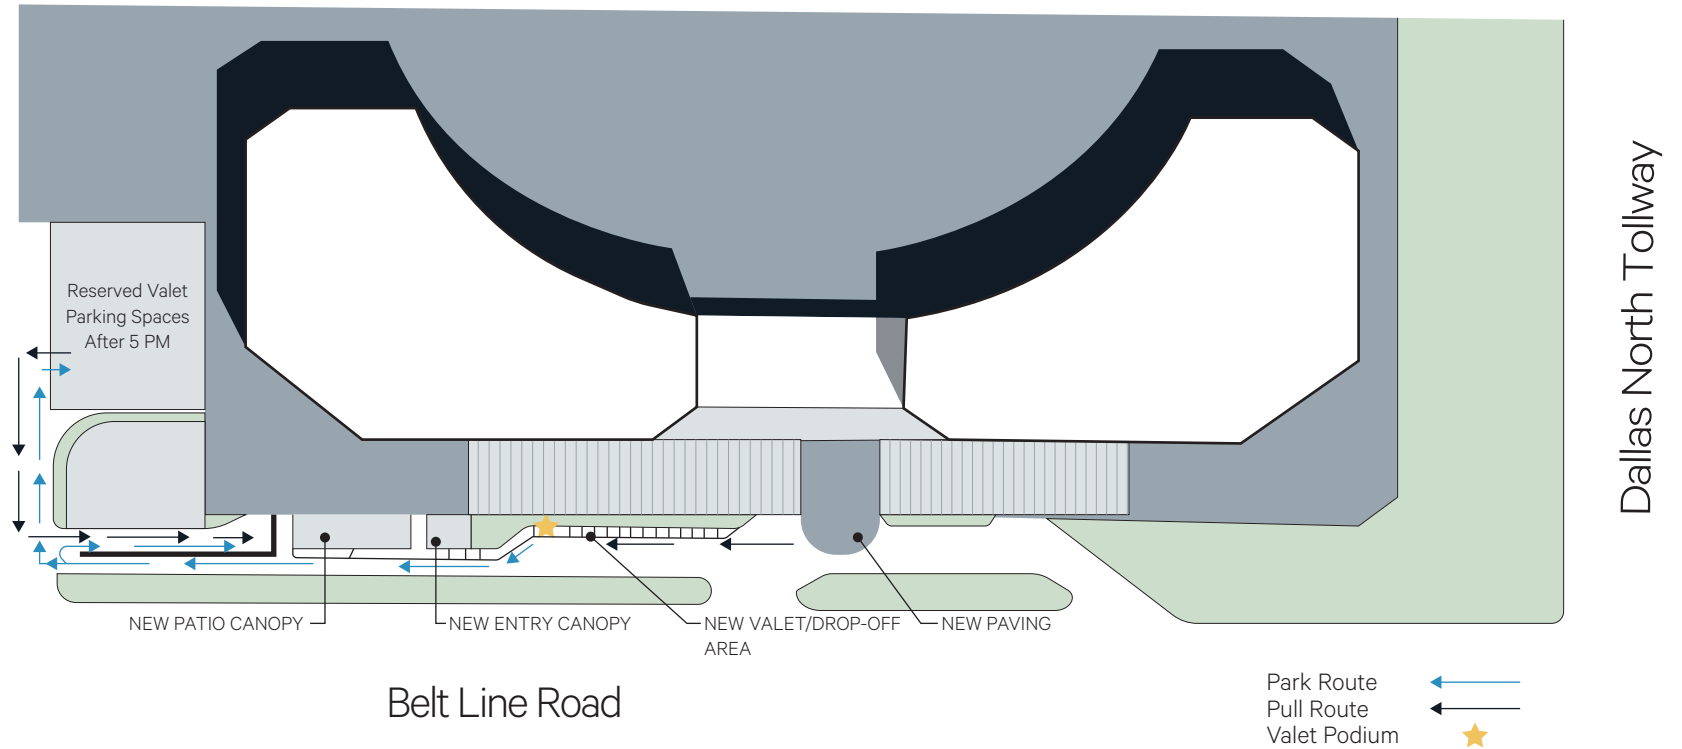 Reserved Valet
Parking Spaces
After 5 PM
Dallas North Tollway
NEW PATIO CANOPY
NEW ENTRY CANOPY
NEW VALET/DROP-OFF
AREA
NEW PAVING
Belt Line Road
Park Route
Pull Route
Valet Podium